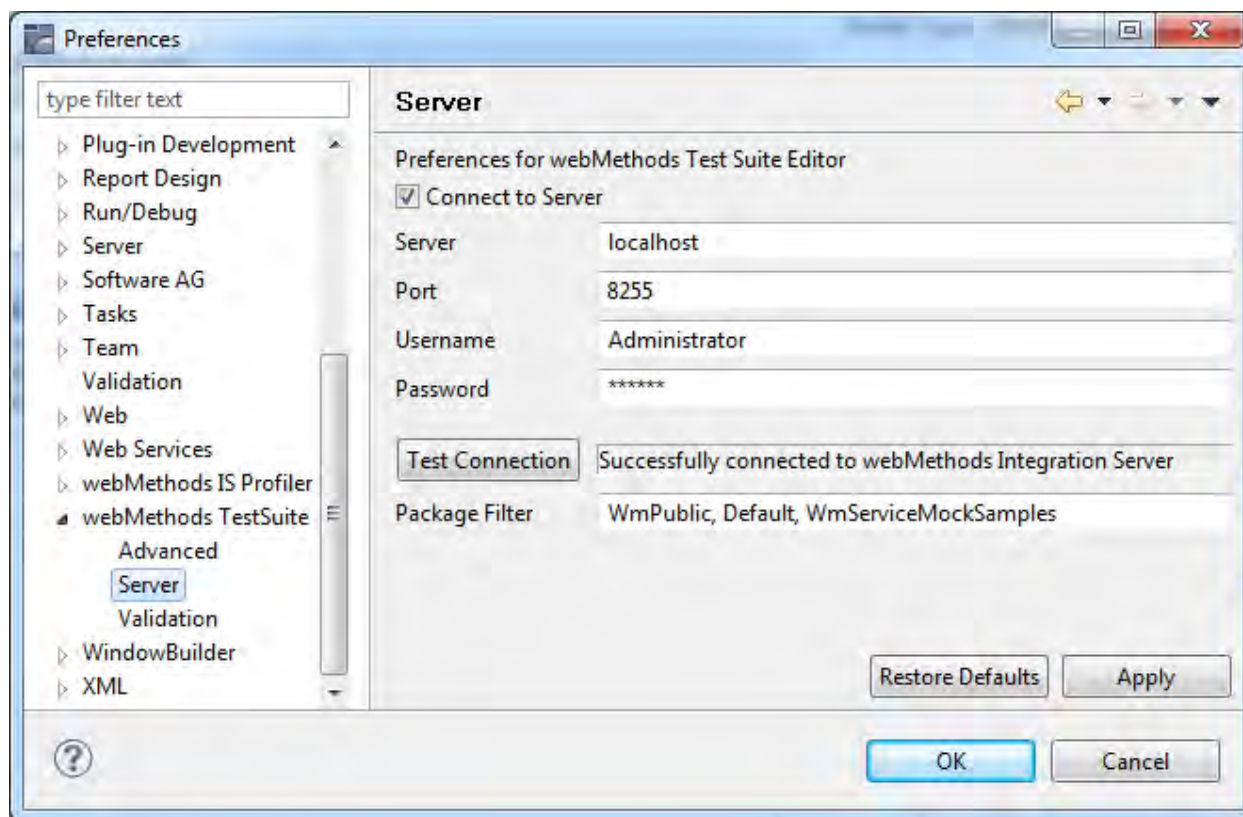 Preferences
type filter text
Plug-in Development
Report Design
Run/Debug
Server
Software AG
Tasks
Team
Validation
Web
Web Services
webMethods IS Profiler
webMethods TestSuite
Advanced
Server
Validation
WindowBuilder
XML
Server
Preferences for webMethods Test Suite Editor
Connect to Server
Server localhost
Port 8255
Username Administrator
Password ******
Test Connection Successfully connected to webMethods Integration Server
Package Filter WmPublic, Default, WmServiceMockSamples
Restore Defaults Apply
? OK Cancel